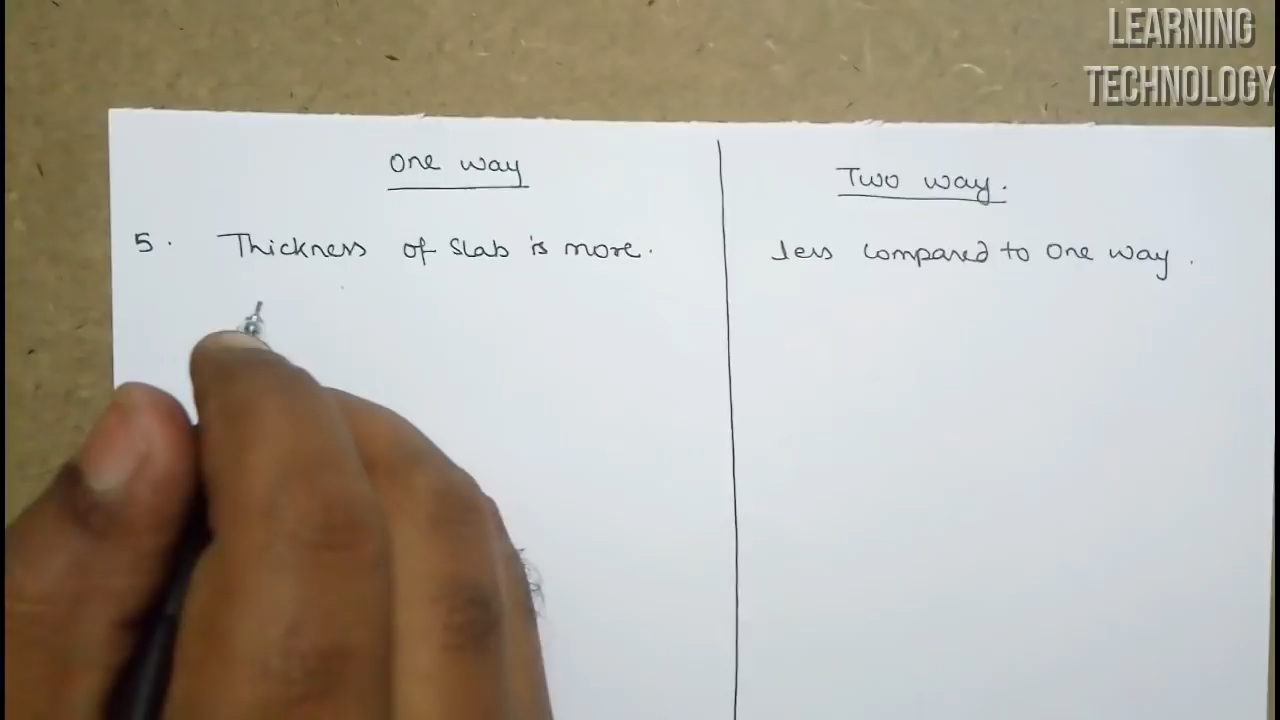 LEARNING
TECHNOLOGY
One way
Two way.
5. Thickness of slab is more.
less compared to One way.